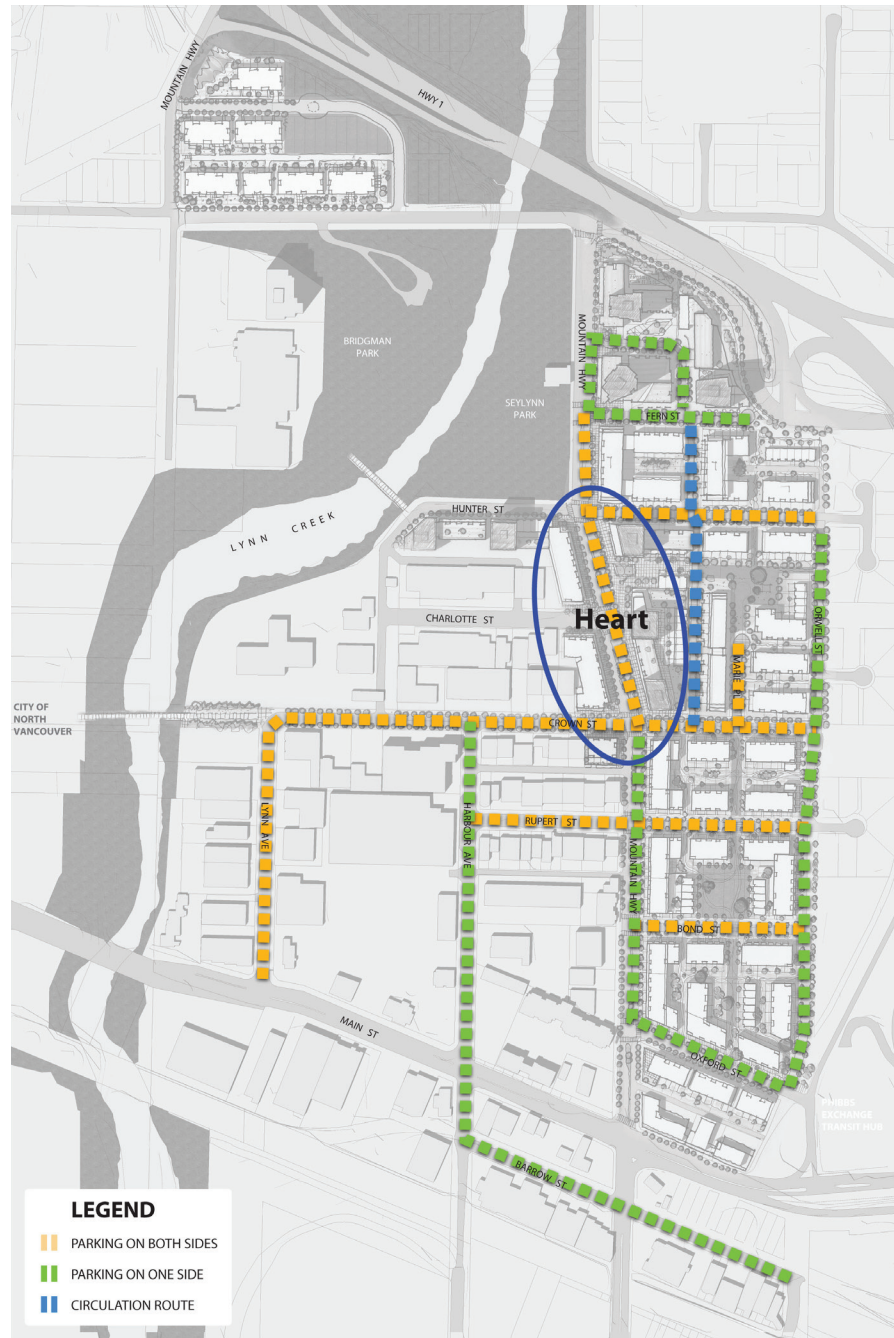 MOUNTAIN HWY
HWY 1
BRIDGMAN
PARK
MOUNTAIN HWY
SEYLYNN
PARK
FERN ST
HUNTER ST
LYNN CREEK
Heart
CHARLOTTE ST
ORWELL ST
MARIE PL
CITY OF
NORTH
VANCOUVER
CROWN ST
LYNN AVE
HARBOUR AVE
RUPERT ST
MOUNTAIN HWY
BOND ST
MAIN ST
OXFORD ST
PHIBBS
EXCHANGE
TRANSIT HUB
BARROW ST
LEGEND
PARKING ON BOTH SIDES
PARKING ON ONE SIDE
CIRCULATION ROUTE